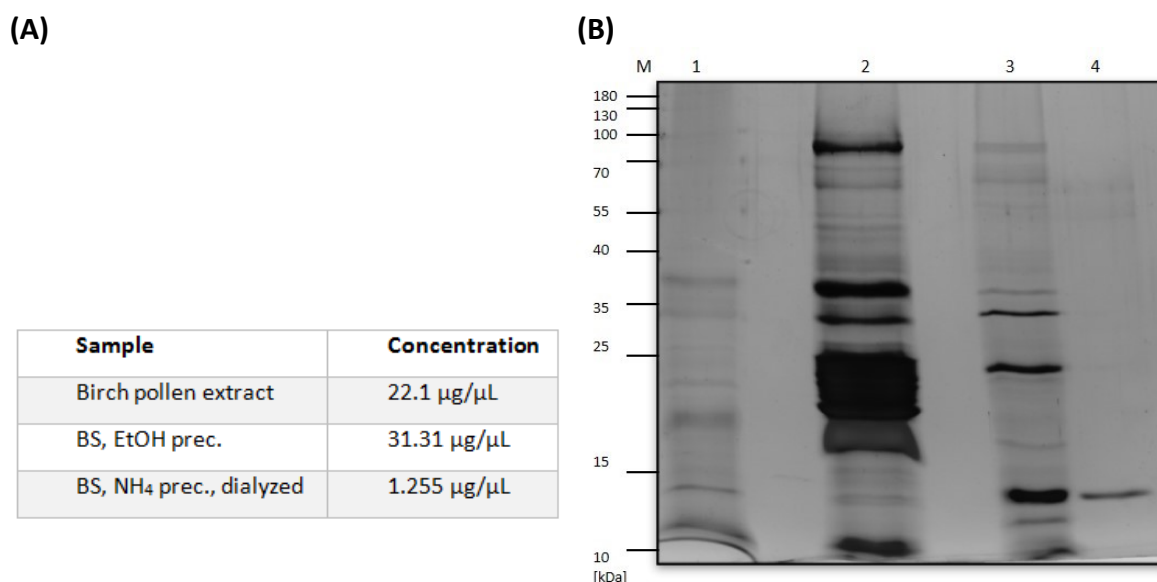 (A)
Sample Concentration
Birch pollen extract 22.1 µg/µL
BS, EtOH prec. 31.31 µg/µL
BS, NH₄ prec., dialyzed 1.255 µg/µL
(B)
M 1 2 3 4
180
130
100
70
55
40
35
25
15
10
[kDa]